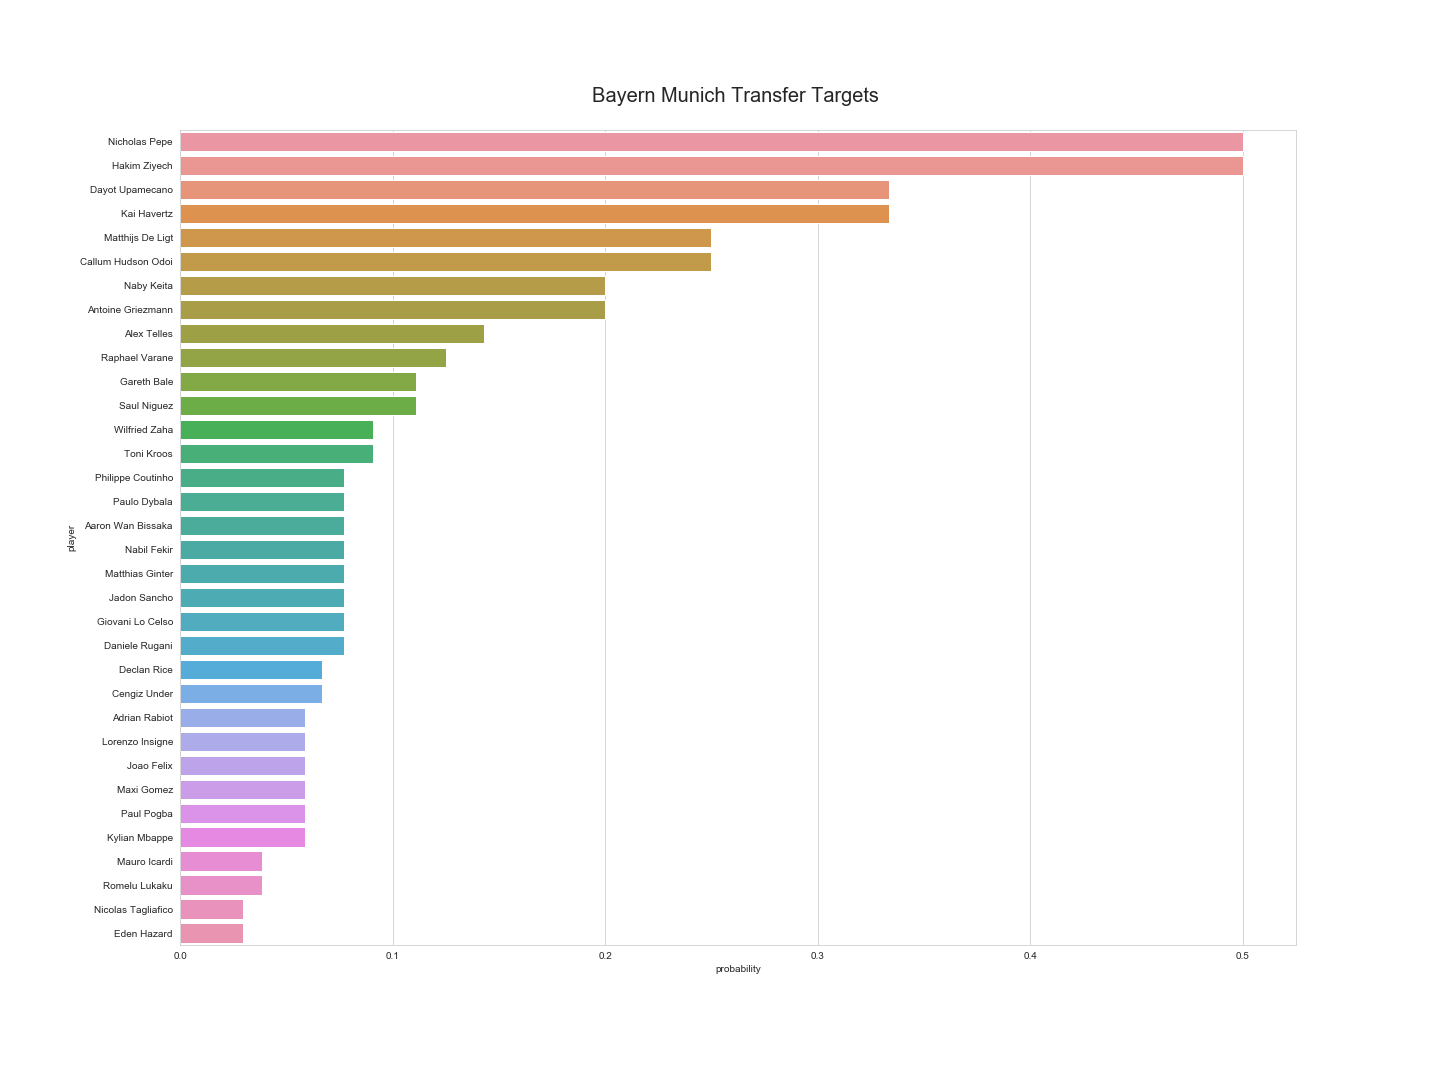 Bayern Munich Transfer Targets
Nicholas Pepe
Hakim Ziyech
Dayot Upamecano
Kai Havertz
Matthijs De Ligt
Callum Hudson Odoi
Naby Keita
Antoine Griezmann
Alex Telles
Raphael Varane
Gareth Bale
Saul Niguez
Wilfried Zaha
Toni Kroos
Philippe Coutinho
Paulo Dybala
Aaron Wan Bissaka
Nabil Fekir
Matthias Ginter
Jadon Sancho
Giovani Lo Celso
Daniele Rugani
Declan Rice
Cengiz Under
Adrian Rabiot
Lorenzo Insigne
Joao Felix
Maxi Gomez
Paul Pogba
Kylian Mbappe
Mauro Icardi
Romelu Lukaku
Nicolas Tagliafico
Eden Hazard
player
0.0 0.1 0.2 0.3 0.4 0.5
probability